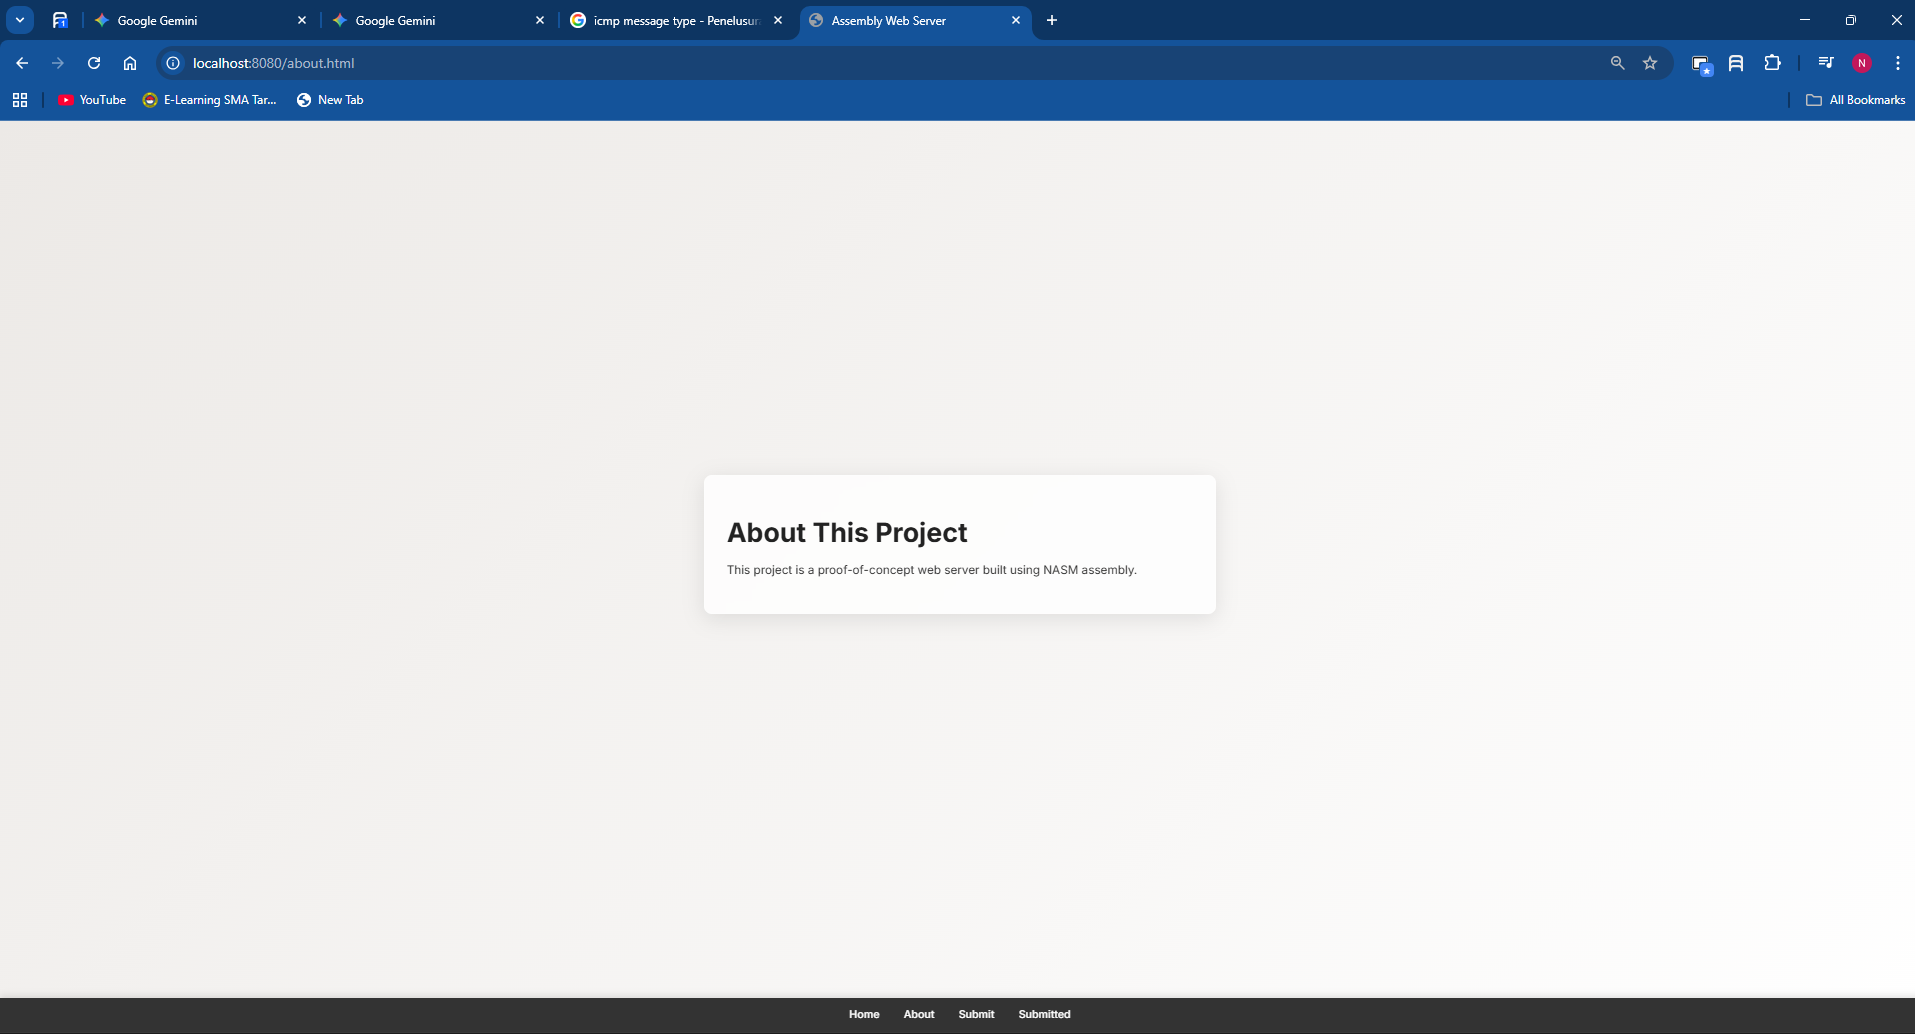 Google Gemini
Google Gemini
icmp message type - Penelusur
Assembly Web Server
localhost:8080/about.html
N
YouTube
E-Learning SMA Tar...
New Tab
All Bookmarks
About This Project
This project is a proof-of-concept web server built using NASM assembly.
Home About Submit Submitted